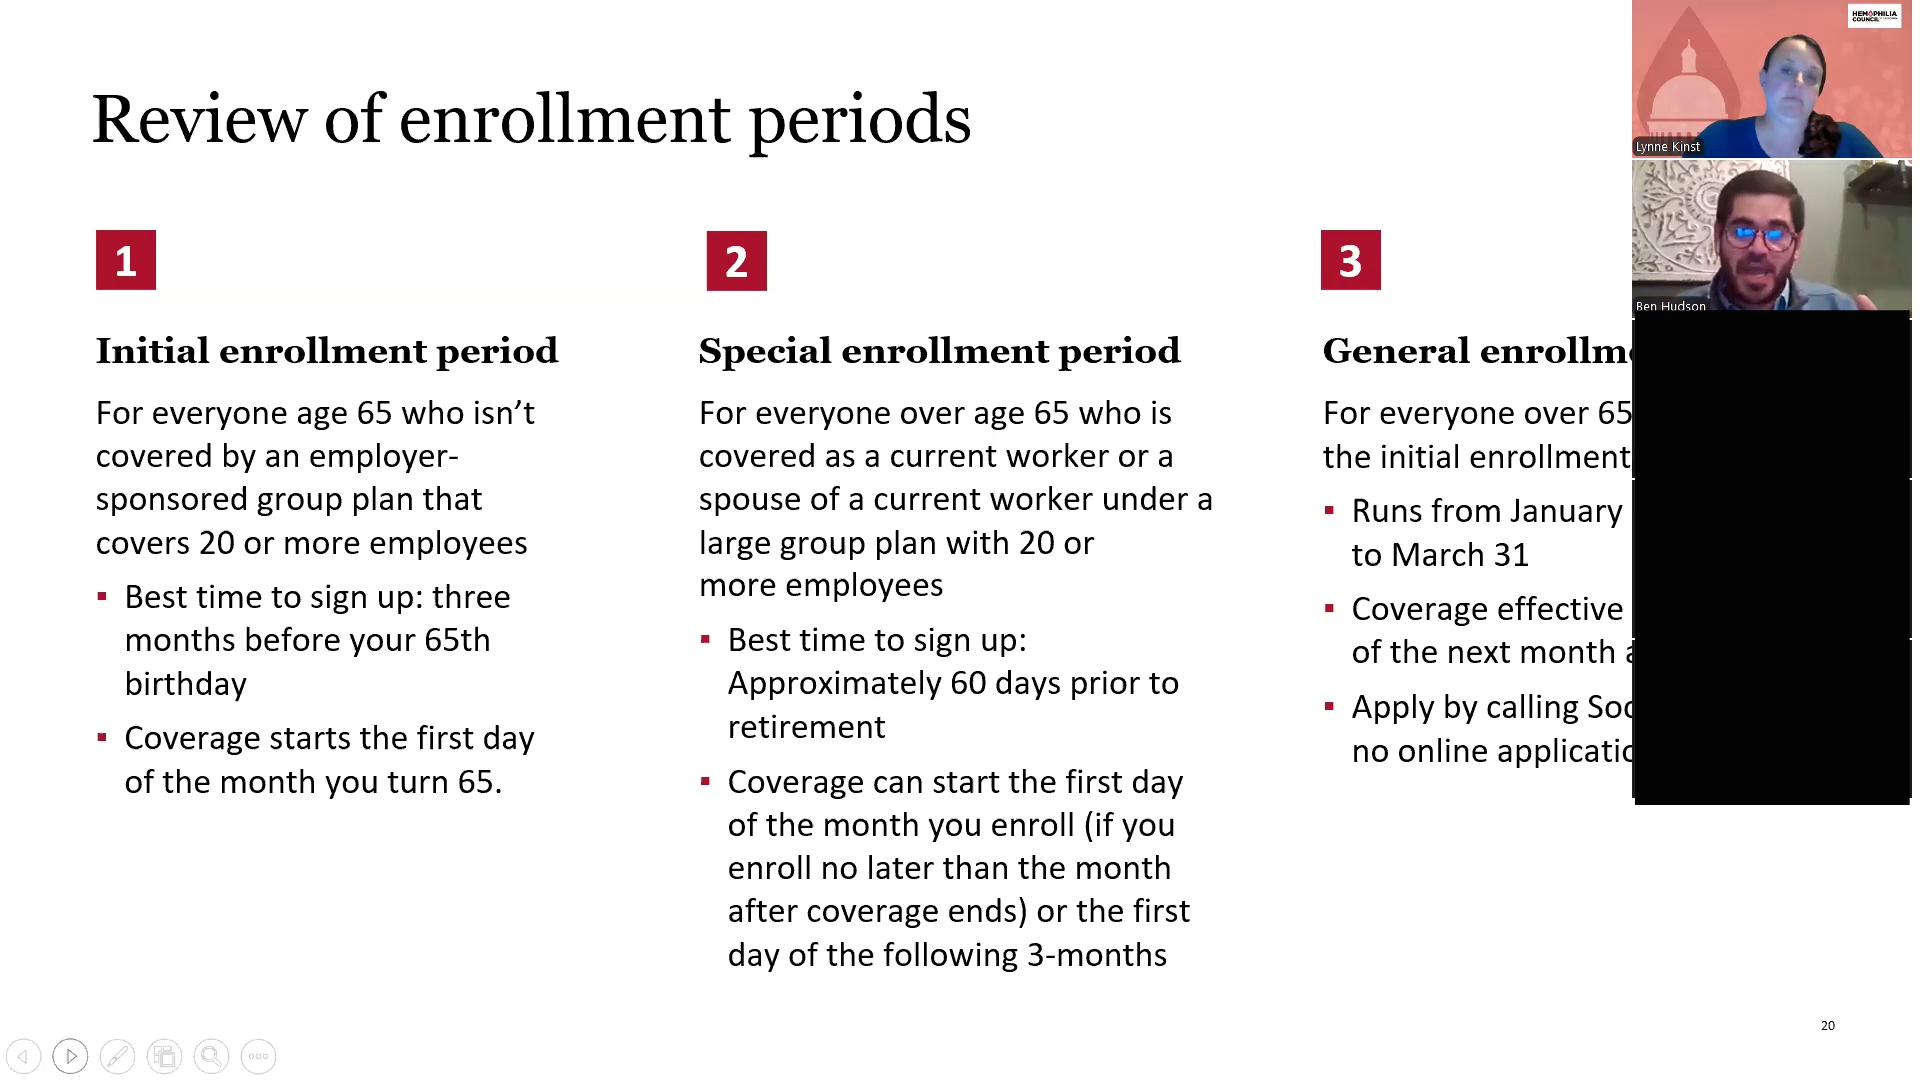 Review of enrollment periods
1
Initial enrollment period
For everyone age 65 who isn’t
covered by an employer-
sponsored group plan that
covers 20 or more employees
▪ Best time to sign up: three
months before your 65th
birthday
▪ Coverage starts the first day
of the month you turn 65.
2
Special enrollment period
For everyone over age 65 who is
covered as a current worker or a
spouse of a current worker under a
large group plan with 20 or
more employees
▪ Best time to sign up:
Approximately 60 days prior to
retirement
▪ Coverage can start the first day
of the month you enroll (if you
enroll no later than the month
after coverage ends) or the first
day of the following 3-months
3
General enrollm
For everyone over 65
the initial enrollment
▪ Runs from January
to March 31
▪ Coverage effective
of the next month
▪ Apply by calling Soc
no online applicatio
HEMOPHILIA
COUNCIL
Lynne Kinst
Ben Hudson
20